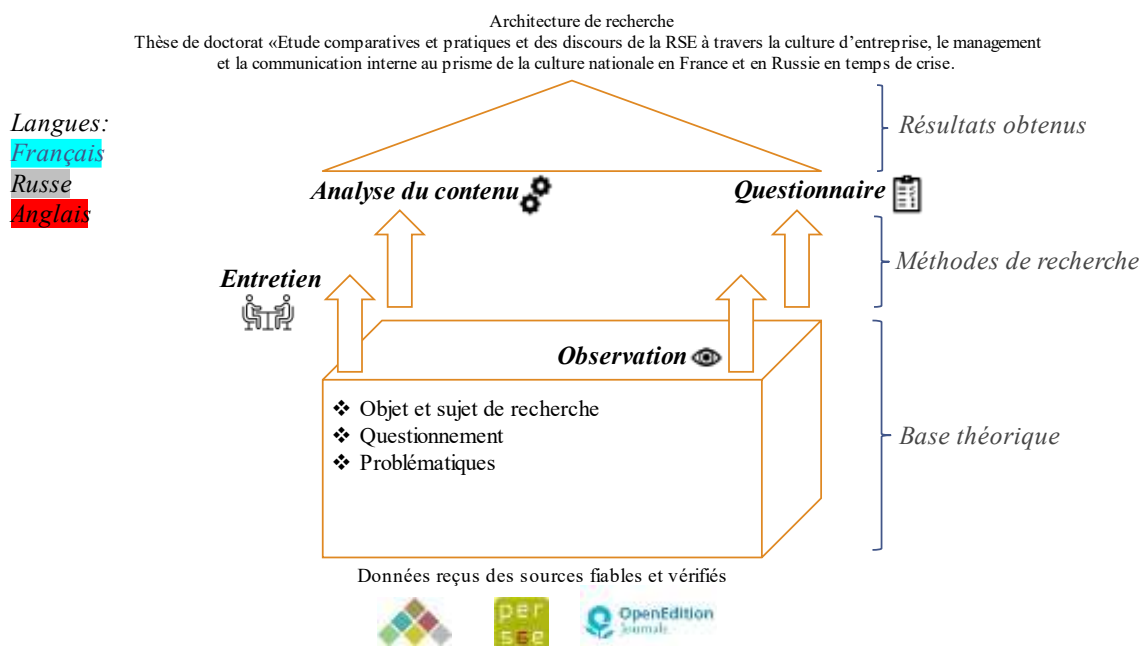 Architecture de recherche
Thèse de doctorat «Etude comparatives et pratiques et des discours de la RSE à travers la culture d’entreprise, le management
et la communication interne au prisme de la culture nationale en France et en Russie en temps de crise.
Langues:
Français
Russe
Anglais
Résultats obtenus
Analyse du contenu
Questionnaire
Méthodes de recherche
Entretien
Observation
❖ Objet et sujet de recherche
❖ Questionnement
❖ Problématiques
Base théorique
Données reçus des sources fiables et vérifiés
per
see
OpenEdition
Journals